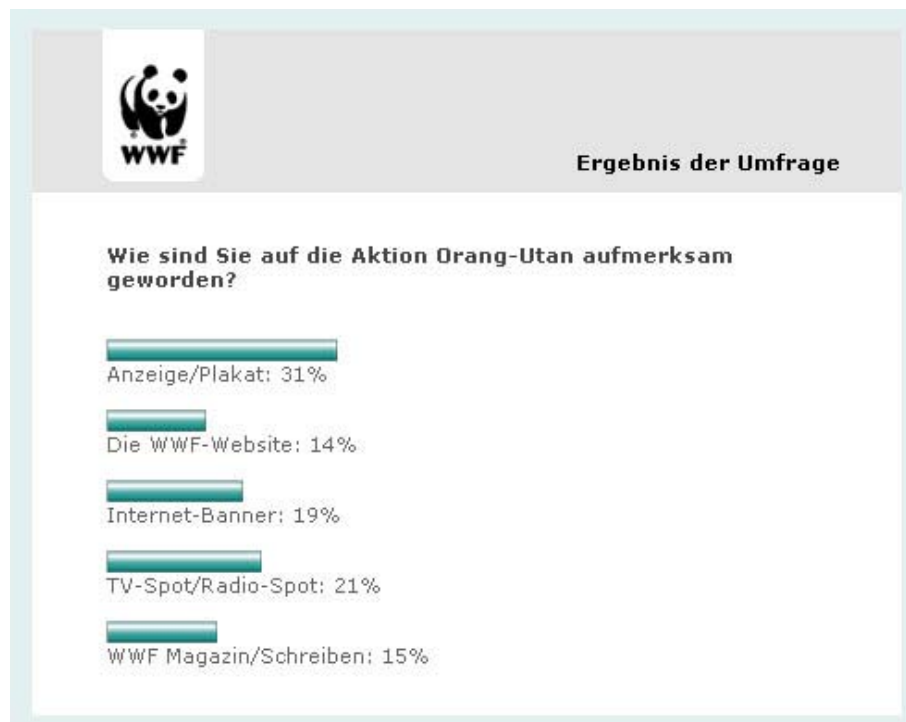 WWF
Ergebnis der Umfrage
Wie sind Sie auf die Aktion Orang-Utan aufmerksam
geworden?
Anzeige/Plakat: 31%
Die WWF-Website: 14%
Internet-Banner: 19%
TV-Spot/Radio-Spot: 21%
WWF Magazin/Schreiben: 15%